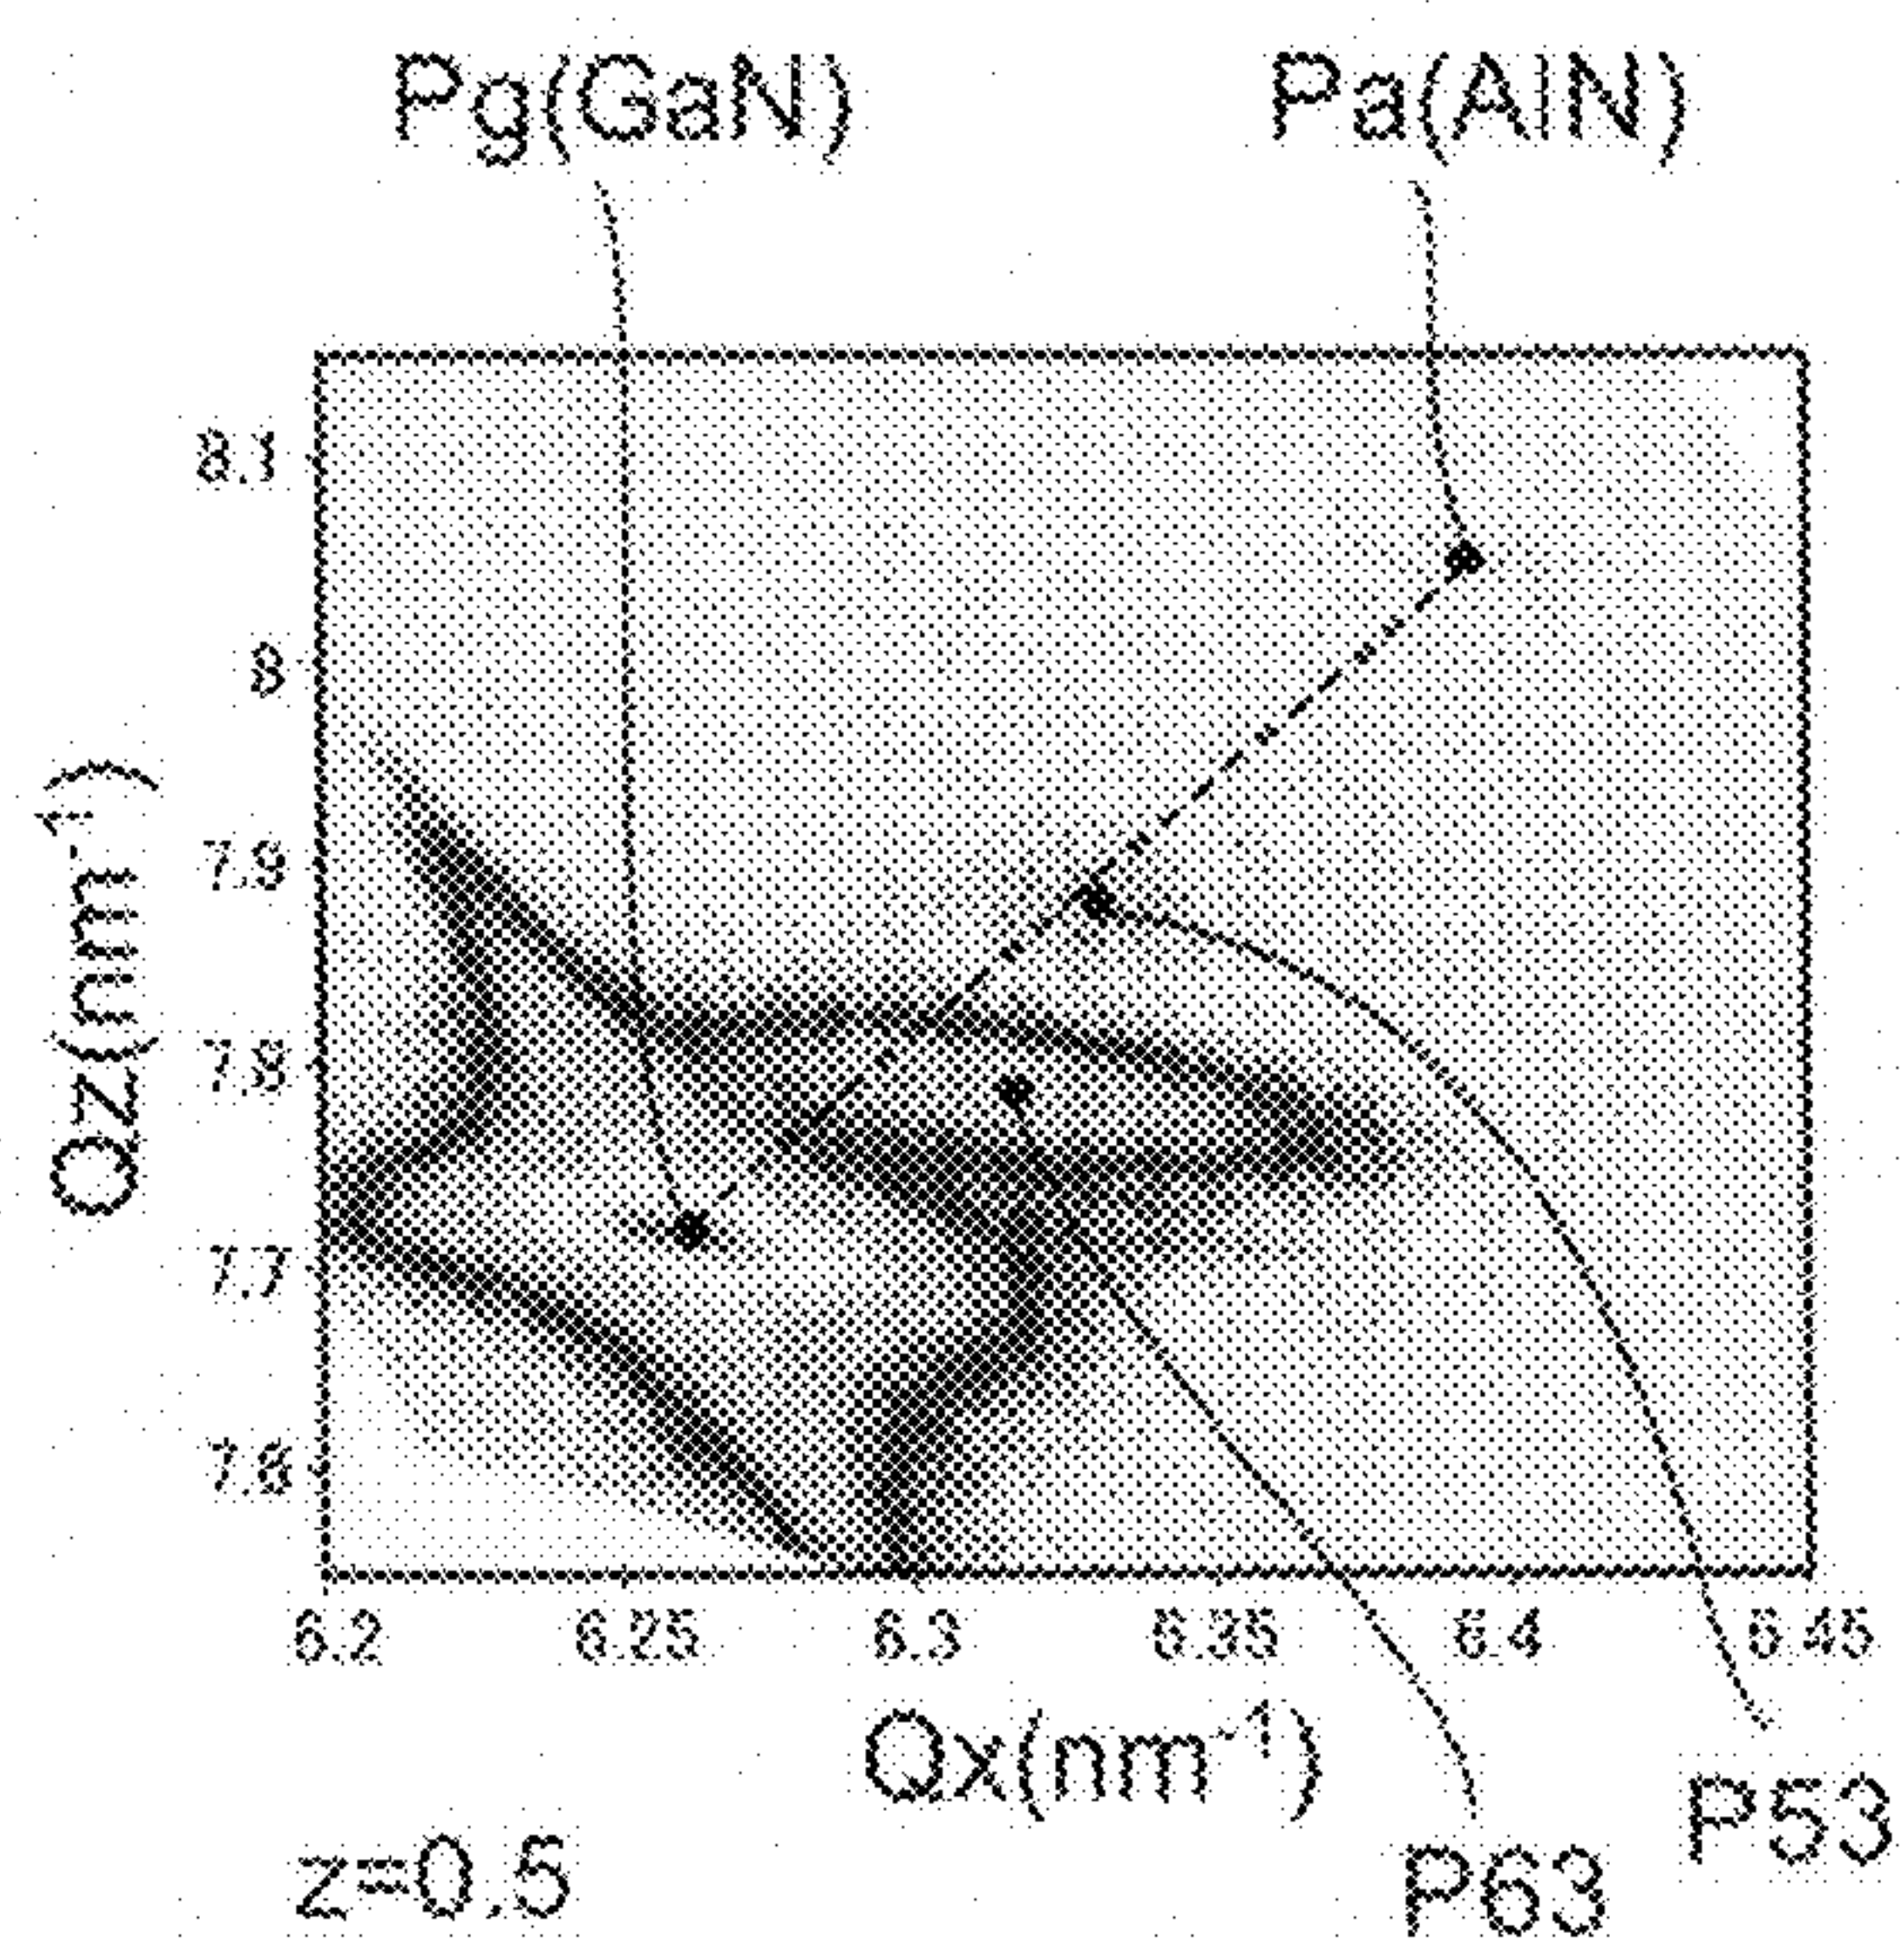 Pg(GaN) Pa(AlN)
8.1
8
7.9
7.8
7.7
7.6
Qz(nm⁻¹)
6.2 6.25 6.3 6.35 6.4 6.45
Qx(nm⁻¹)
z=0.5
P63
P53